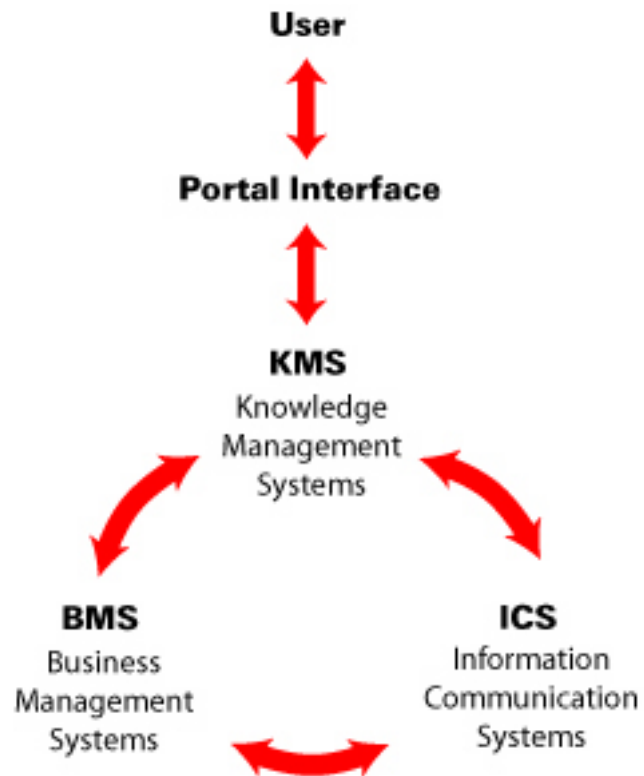 User
Portal Interface
KMS
Knowledge
Management
Systems
BMS
Business
Management
Systems
ICS
Information
Communication
Systems